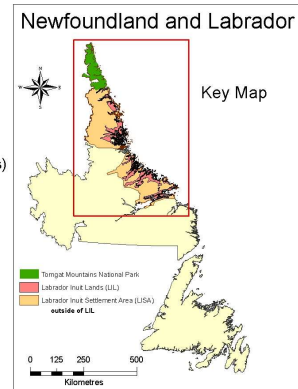 Newfoundland and Labrador
N
W E
S
Key Map
s)
Torngat Mountains National Park
Labrador Inuit Lands (LIL)
Labrador Inuit Settlement Area (LISA)
outside of LIL
0 125 250 500
Kilometres